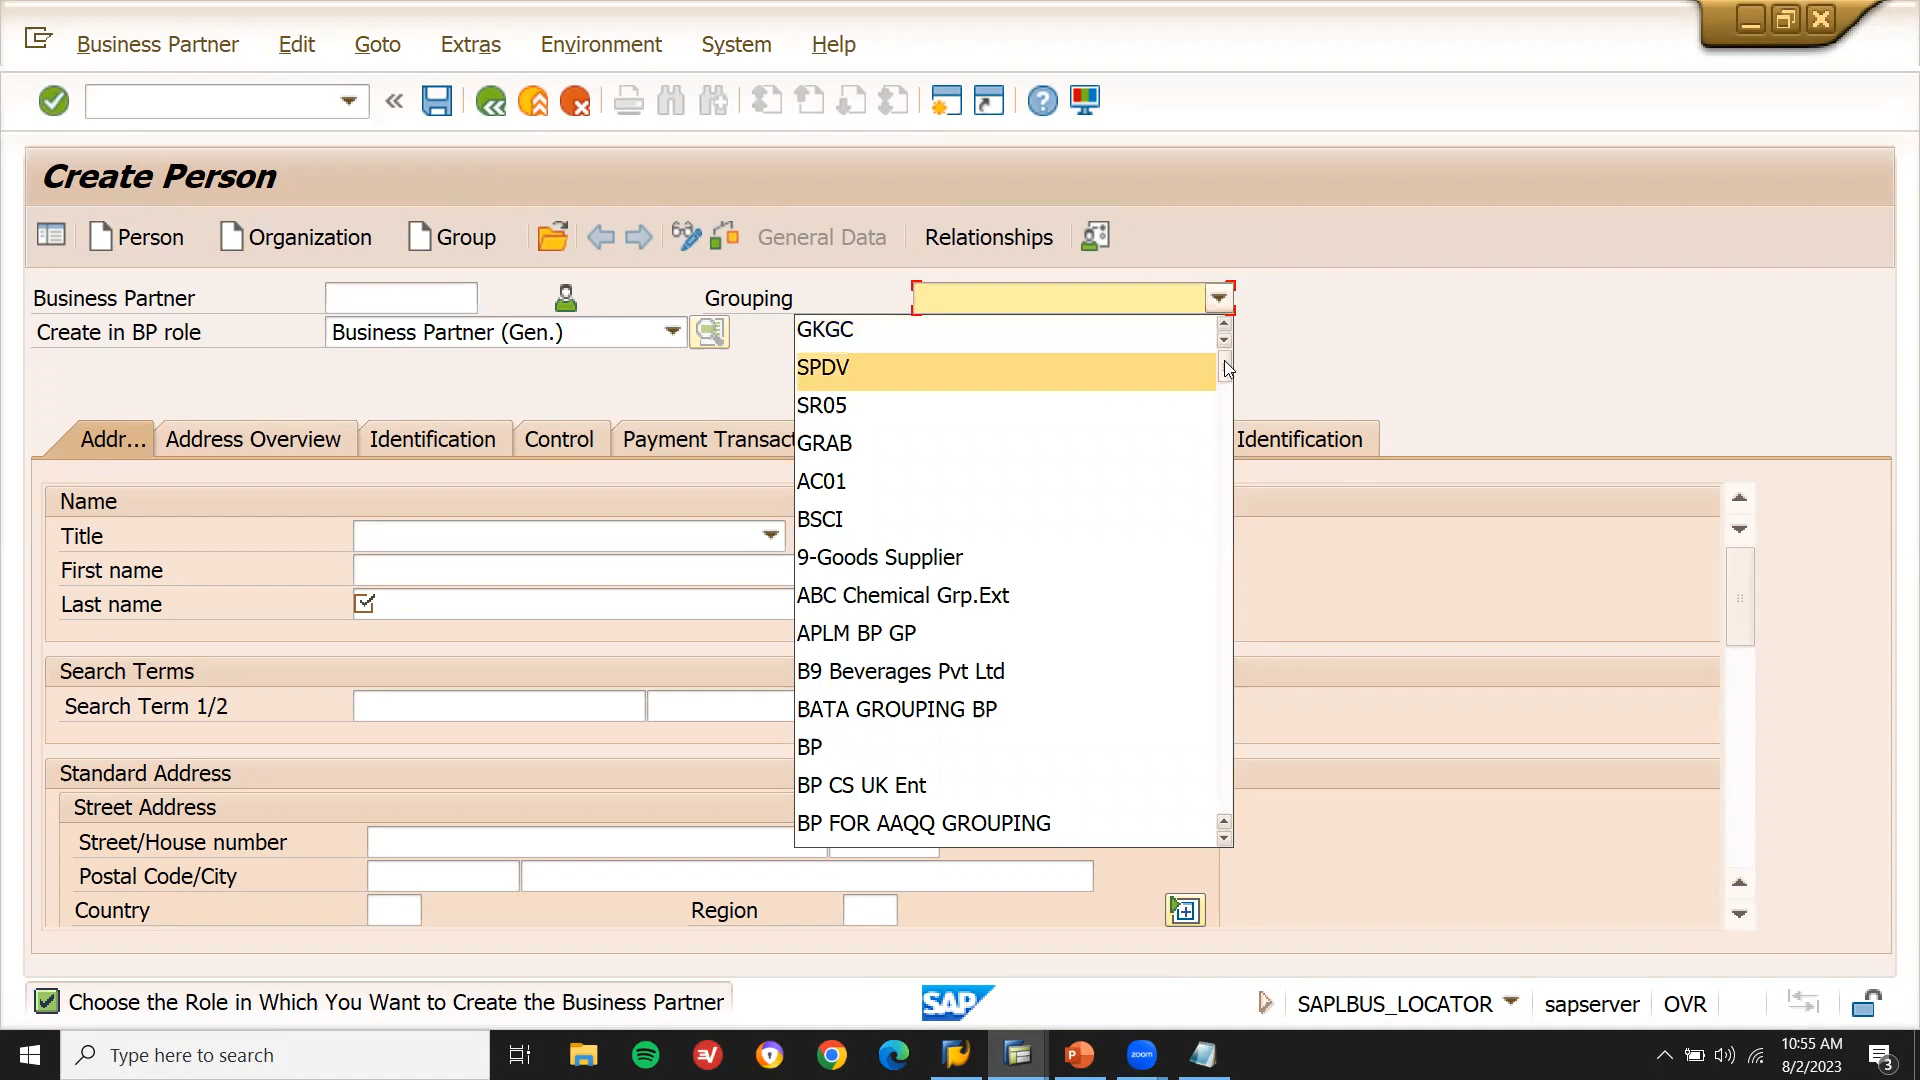 Business Partner Edit Goto Extras Environment System Help
Create Person
Person Organization Group General Data Relationships
Business Partner Grouping
Create in BP role Business Partner (Gen.)
GKGC
SPDV
SR05
GRAB
AC01
BSCI
9-Goods Supplier
ABC Chemical Grp.Ext
APLM BP GP
B9 Beverages Pvt Ltd
BATA GROUPING BP
BP
BP CS UK Ent
BP FOR AAQQ GROUPING
Addr... Address Overview Identification Control Payment Transact Identification
Name
Title
First name
Last name
Search Terms
Search Term 1/2
Standard Address
Street Address
Street/House number
Postal Code/City
Country Region
Choose the Role in Which You Want to Create the Business Partner SAP SAPLBUS_LOCATOR sapserver OVR
Type here to search zoom 10:55 AM
8/2/2023 3